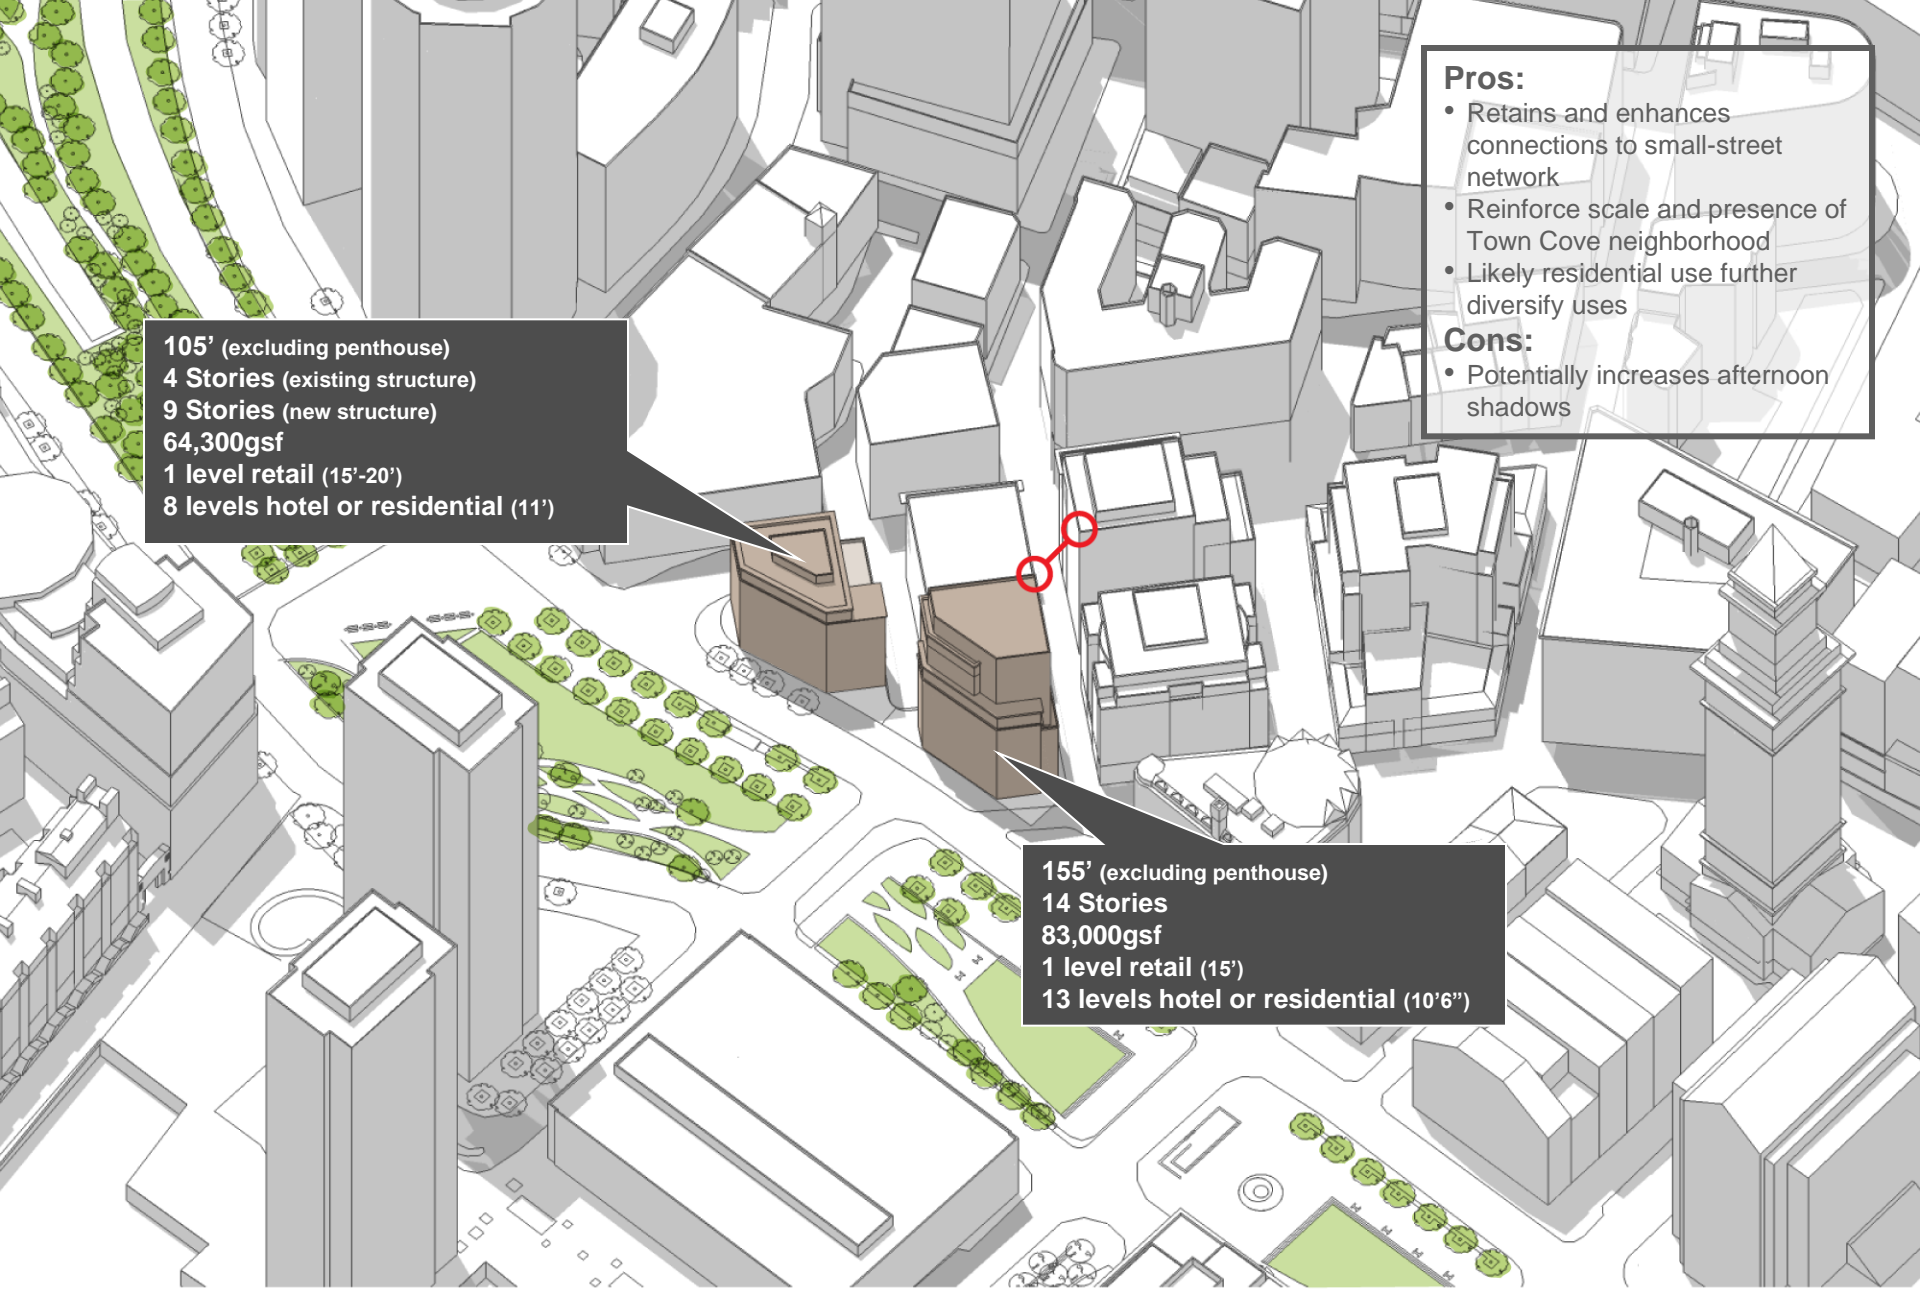 Pros:
• Retains and enhances
connections to small-street
network
• Reinforce scale and presence of
Town Cove neighborhood
• Likely residential use further
diversify uses
Cons:
• Potentially increases afternoon
shadows
105’ (excluding penthouse)
4 Stories (existing structure)
9 Stories (new structure)
64,300gsf
1 level retail (15’-20’)
8 levels hotel or residential (11’)
155’ (excluding penthouse)
14 Stories
83,000gsf
1 level retail (15’)
13 levels hotel or residential (10’6”)